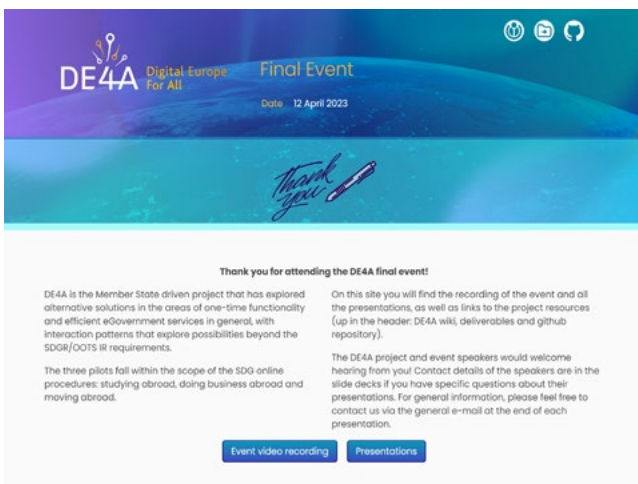 DE4A Digital Europe
For All
Final Event
Date 12 April 2023
Thank you
Thank you for attending the DE4A final event!
DE4A is the Member State driven project that has explored
alternative solutions in the areas of one-time functionality
and efficient eGovernment services in general, with
interaction patterns that explore possibilities beyond the
SDGR/OOTS IR requirements.
The three pilots fall within the scope of the SDG online
procedures: studying abroad, doing business abroad and
moving abroad.
On this site you will find the recording of the event and all
the presentations, as well as links to the project resources
(up in the header: DE4A wiki, deliverables and github
repository).
The DE4A project and event speakers would welcome
hearing from you! Contact details of the speakers are in the
slide decks if you have specific questions about their
presentations. For general information, please feel free to
contact us via the general e-mail at the end of each
presentation.
Event video recording
Presentations